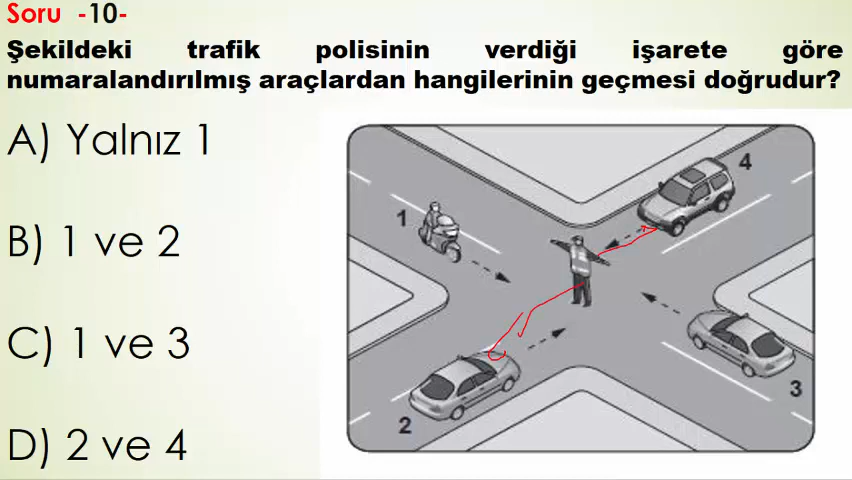 Soru -10-
Şekildeki trafik polisinin verdiği işarete göre
numaralandırılmış araçlardan hangilerinin geçmesi doğrudur?
A) Yalnız 1
B) 1 ve 2
C) 1 ve 3
D) 2 ve 4
4
1
3
2